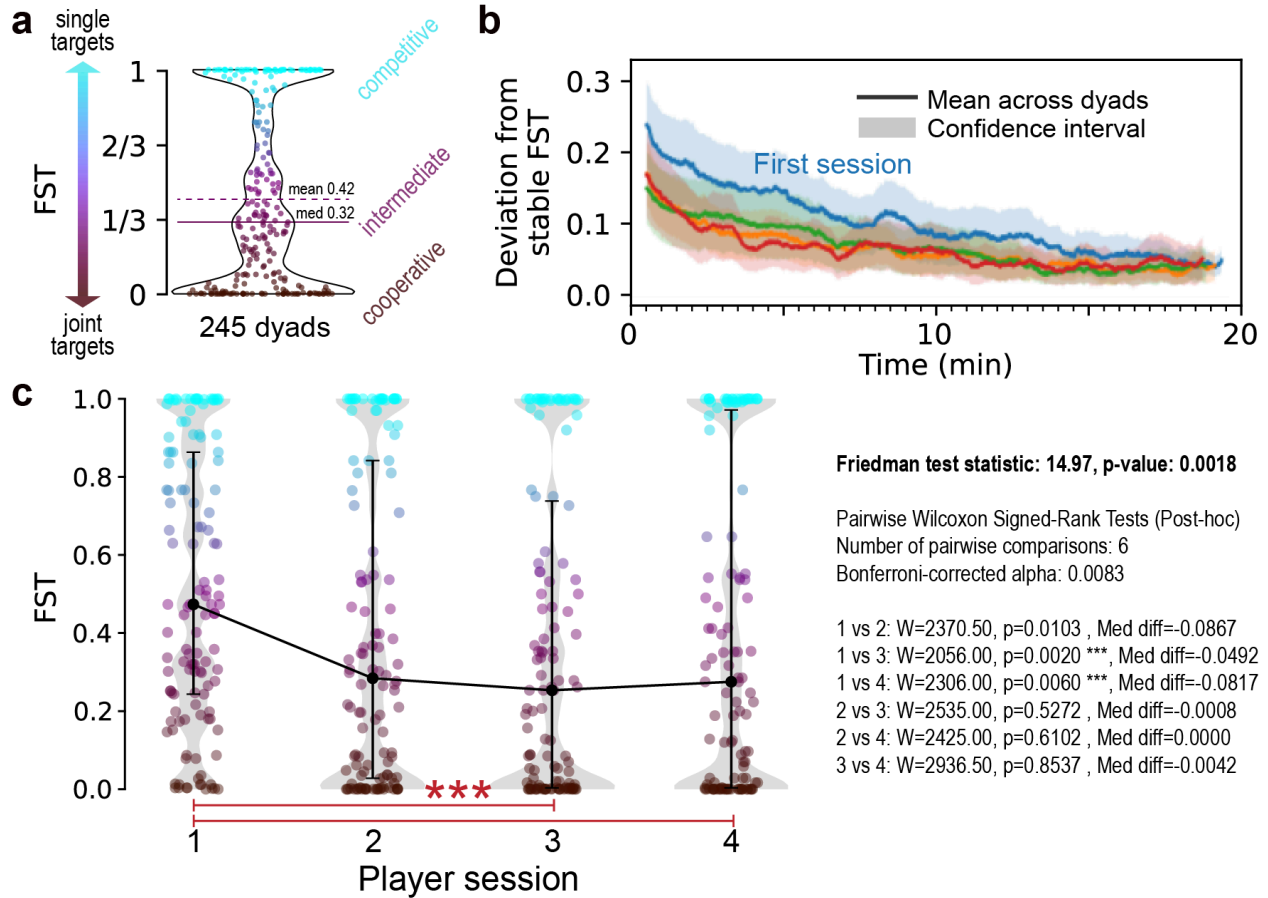 a
single
targets
FST
1
2/3
1/3
0
mean 0.42
med 0.32
competitive
intermediate
cooperative
joint
targets
245 dyads
b
Deviation from
stable FST
0.3
0.2
0.1
0.0
Mean across dyads
Confidence interval
First session
0
10
20
Time (min)
c
FST
1.0
0.8
0.6
0.4
0.2
0.0
***
1
2
3
4
Player session
Friedman test statistic: 14.97, p-value: 0.0018
Pairwise Wilcoxon Signed-Rank Tests (Post-hoc)
Number of pairwise comparisons: 6
Bonferroni-corrected alpha: 0.0083
1 vs 2: W=2370.50, p=0.0103 , Med diff=-0.0867
1 vs 3: W=2056.00, p=0.0020 ***, Med diff=-0.0492
1 vs 4: W=2306.00, p=0.0060 ***, Med diff=-0.0817
2 vs 3: W=2535.00, p=0.5272 , Med diff=-0.0008
2 vs 4: W=2425.00, p=0.6102 , Med diff=0.0000
3 vs 4: W=2936.50, p=0.8537 , Med diff=-0.0042